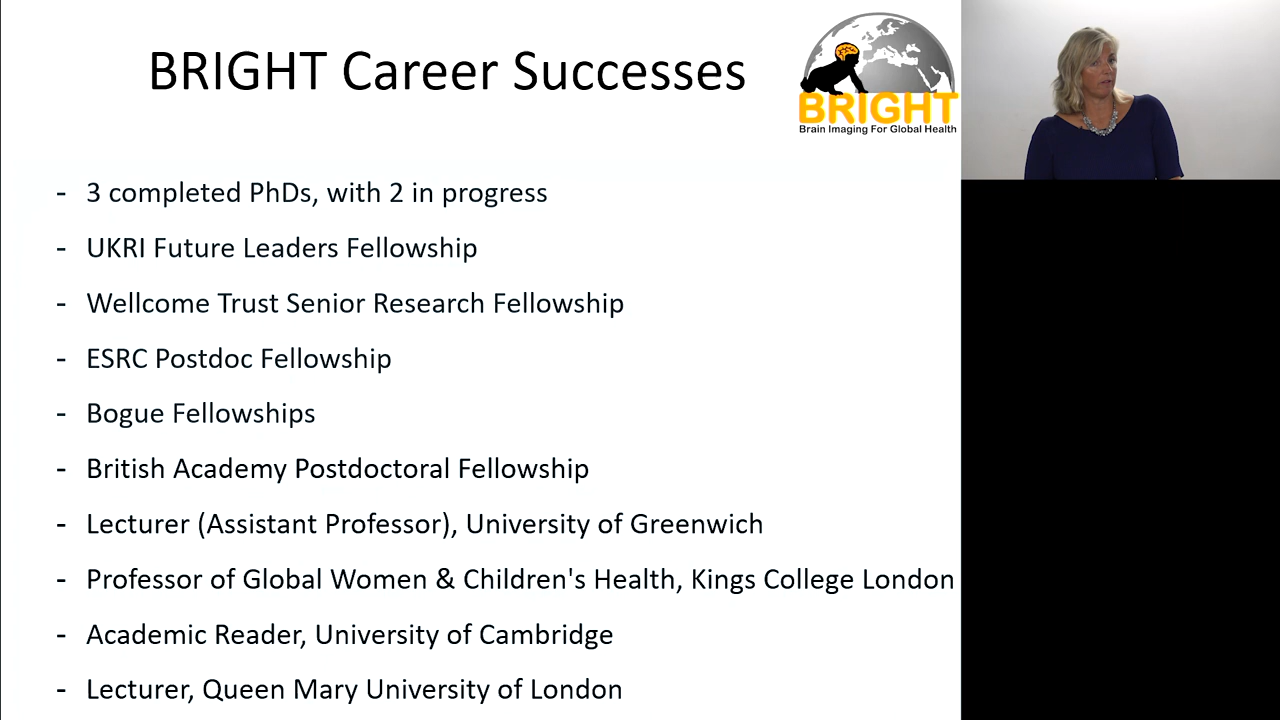 BRIGHT Career Successes
BRIGHT
Brain Imaging For Global Health
- 3 completed PhDs, with 2 in progress
- UKRI Future Leaders Fellowship
- Wellcome Trust Senior Research Fellowship
- ESRC Postdoc Fellowship
- Bogue Fellowships
- British Academy Postdoctoral Fellowship
- Lecturer (Assistant Professor), University of Greenwich
- Professor of Global Women & Children's Health, Kings College London
- Academic Reader, University of Cambridge
- Lecturer, Queen Mary University of London